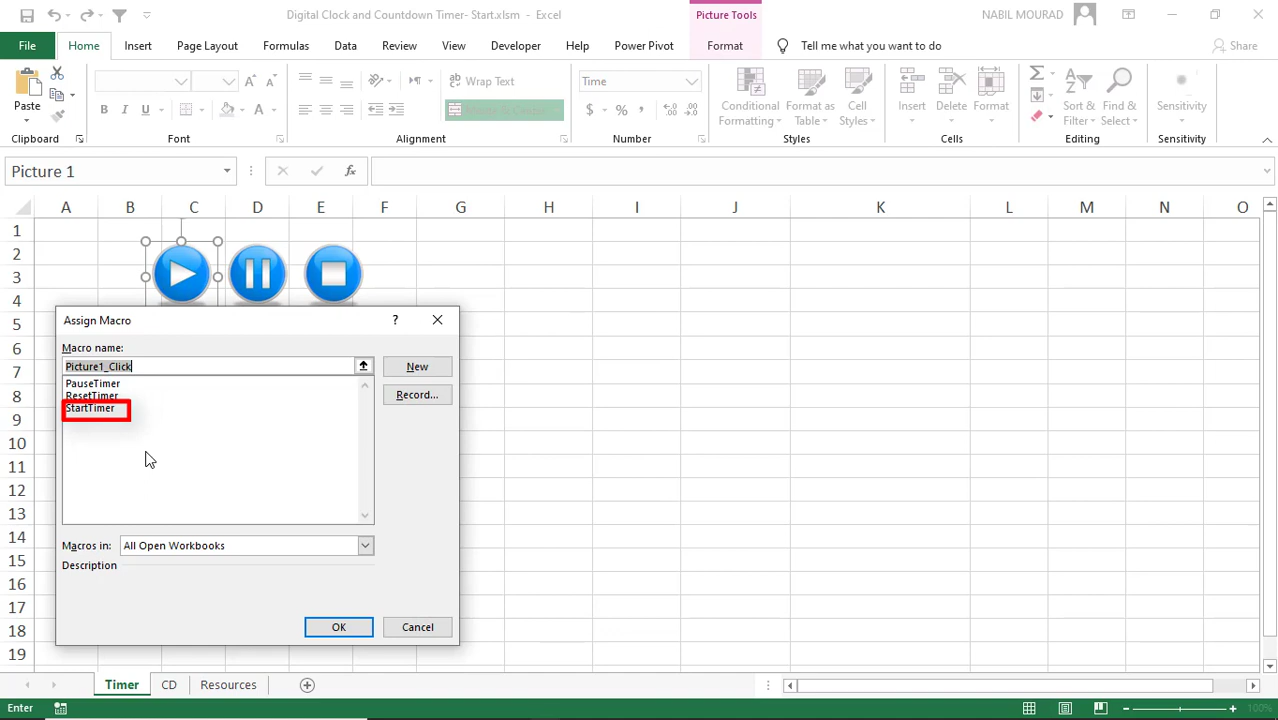 Digital Clock and Countdown Timer- Start.xlsm - Excel
Picture Tools
NABIL MOURAD
File
Home
Insert
Page Layout
Formulas
Data
Review
View
Developer
Help
Power Pivot
Format
Tell me what you want to do
Share
Paste
B I U
A
Wrap Text
Time
$ % ,
Conditional Formatting
Format as Table
Cell Styles
Insert
Delete
Format
Sort & Filter
Find & Select
Sensitivity
Clipboard
Font
Alignment
Number
Styles
Cells
Editing
Sensitivity
Picture 1
fx
A B C D E F G H I J K L M N O
1
2
3
4
5
6
7
8
9
10
11
12
13
14
15
16
17
18
19
Assign Macro
?
Macro name:
Picture1_Click
New
PauseTimer
ResetTimer
StartTimer
Record...
Macros in:
All Open Workbooks
Description
OK
Cancel
Timer
CD
Resources
Enter
100%